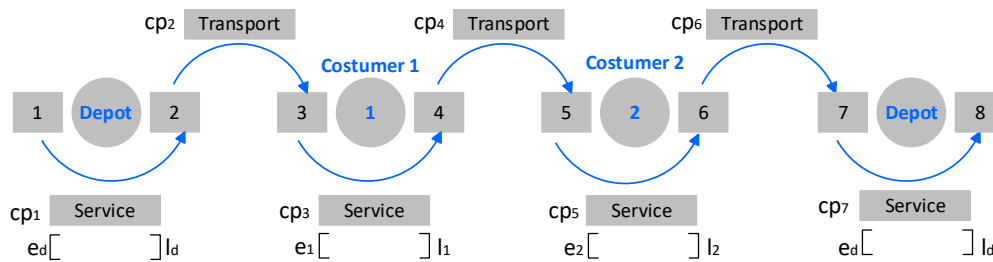 cp2 Transport cp4 Transport cp6 Transport
Costumer 1 Costumer 2
1 Depot 2 3 1 4 5 2 6 7 Depot 8
cp1 Service cp3 Service cp5 Service cp7 Service
ed [ ] ld e1 [ ] l1 e2 [ ] l2 ed [ ] ld